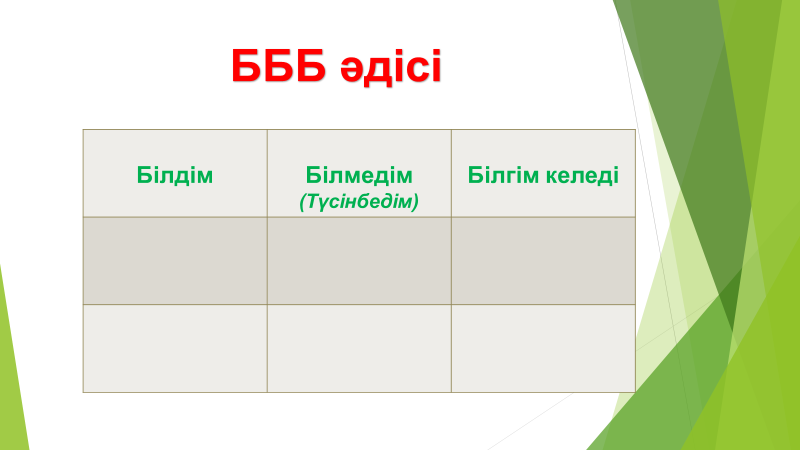 БББ әдісі
Білдім
Білмедім
(Түсінбедім)
Білгім келеді